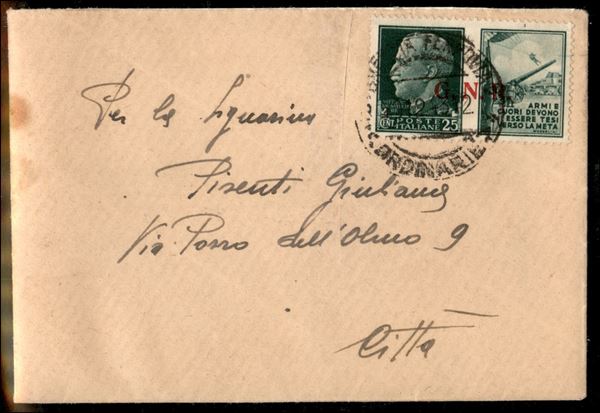 POSTE
ITALIANE
CENT. 25
G.N.R.
ARMI E
CUORI DEVONO
ESSERE TESI
VERSO LA META
Per la Signorina
Pisenti Giuliana
Via Pozzo dell'Olmo 9
Città